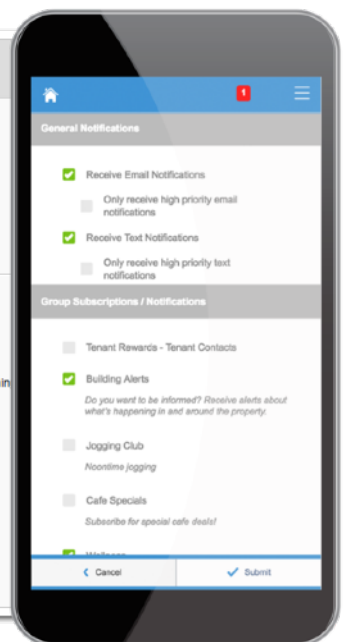 1
General Notifications
Receive Email Notifications
Only receive high priority email
notifications
Receive Text Notifications
Only receive high priority text
notifications
Group Subscriptions / Notifications
Tenant Rewards - Tenant Contacts
Building Alerts
Do you want to be informed? Receive alerts about
what's happening in and around the property.
Jogging Club
Noontime jogging
Cafe Specials
Subscribe for special cafe deals!
Cancel
Submit